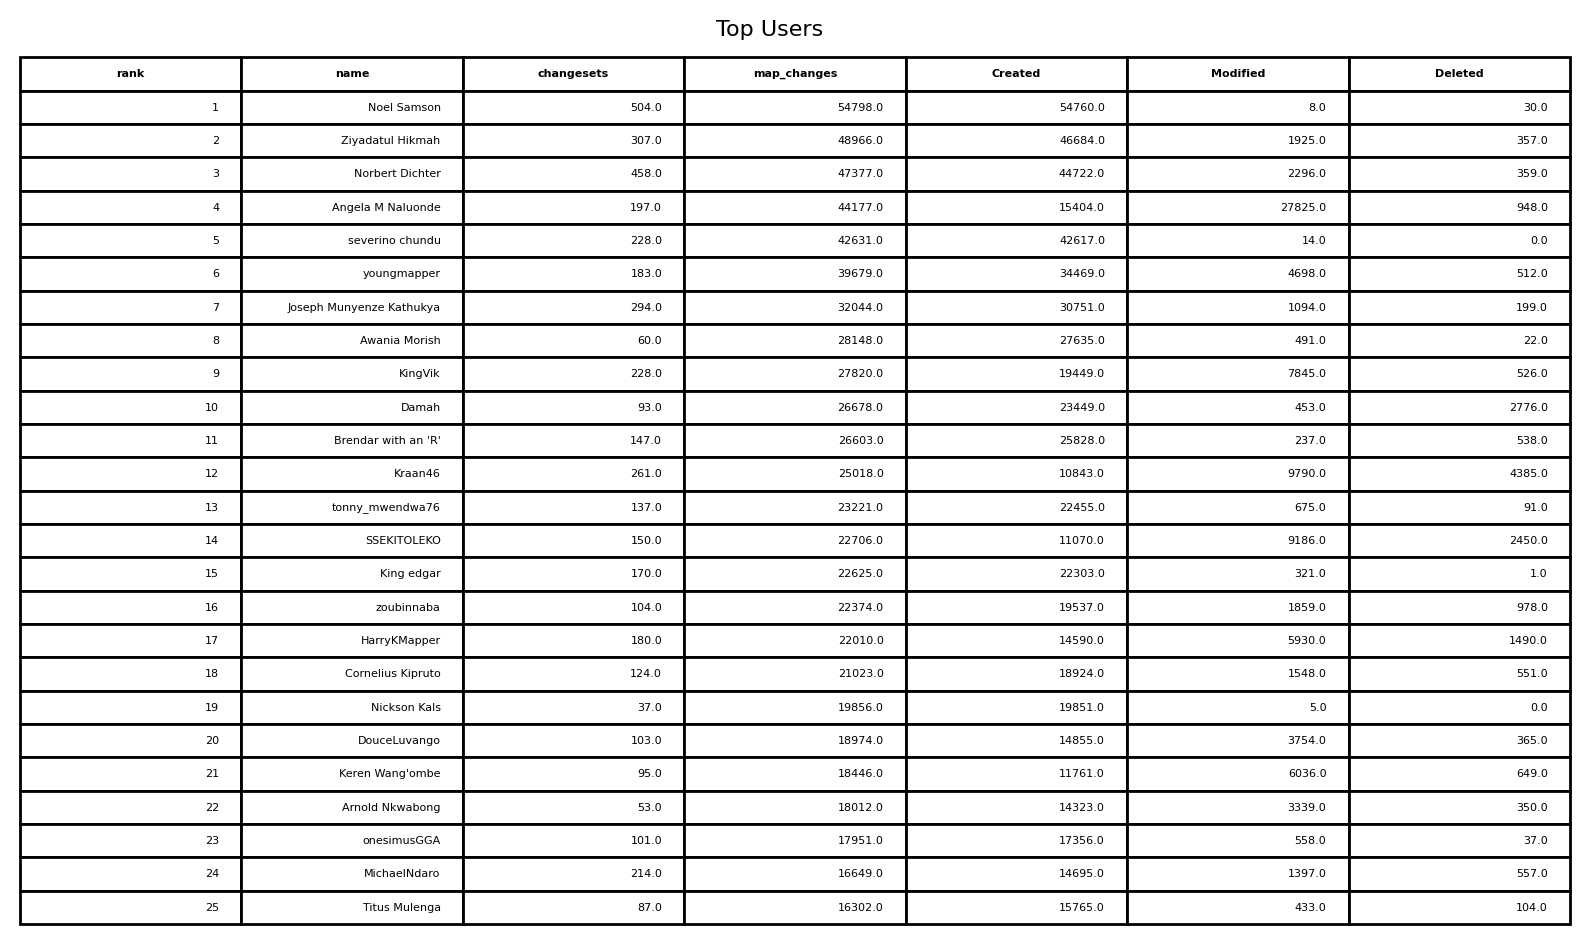 Top Users
rank name changesets map_changes Created Modified Deleted
1 Noel Samson 504.0 54798.0 54760.0 8.0 30.0
2 Ziyadatul Hikmah 307.0 48966.0 46684.0 1925.0 357.0
3 Norbert Dichter 458.0 47377.0 44722.0 2296.0 359.0
4 Angela M Naluonde 197.0 44177.0 15404.0 27825.0 948.0
5 severino chundu 228.0 42631.0 42617.0 14.0 0.0
6 youngmapper 183.0 39679.0 34469.0 4698.0 512.0
7 Joseph Munyenze Kathukya 294.0 32044.0 30751.0 1094.0 199.0
8 Awania Morish 60.0 28148.0 27635.0 491.0 22.0
9 KingVik 228.0 27820.0 19449.0 7845.0 526.0
10 Damah 93.0 26678.0 23449.0 453.0 2776.0
11 Brendar with an 'R' 147.0 26603.0 25828.0 237.0 538.0
12 Kraan46 261.0 25018.0 10843.0 9790.0 4385.0
13 tonny_mwendwa76 137.0 23221.0 22455.0 675.0 91.0
14 SSEKITOLEKO 150.0 22706.0 11070.0 9186.0 2450.0
15 King edgar 170.0 22625.0 22303.0 321.0 1.0
16 zoubinnaba 104.0 22374.0 19537.0 1859.0 978.0
17 HarryKMapper 180.0 22010.0 14590.0 5930.0 1490.0
18 Cornelius Kipruto 124.0 21023.0 18924.0 1548.0 551.0
19 Nickson Kals 37.0 19856.0 19851.0 5.0 0.0
20 DouceLuvango 103.0 18974.0 14855.0 3754.0 365.0
21 Keren Wang'ombe 95.0 18446.0 11761.0 6036.0 649.0
22 Arnold Nkwabong 53.0 18012.0 14323.0 3339.0 350.0
23 onesimusGGA 101.0 17951.0 17356.0 558.0 37.0
24 MichaelNdaro 214.0 16649.0 14695.0 1397.0 557.0
25 Titus Mulenga 87.0 16302.0 15765.0 433.0 104.0